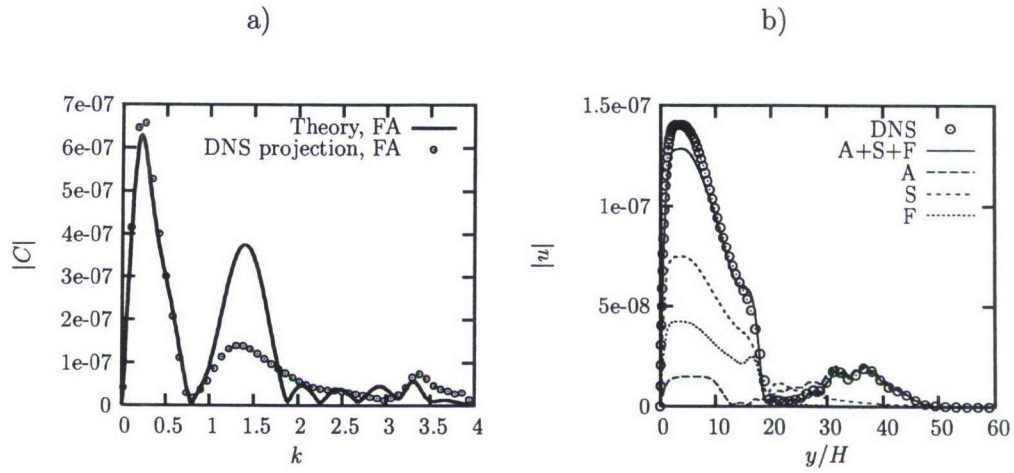 a)
b)
7e-07
6e-07
5e-07
4e-07
3e-07
2e-07
1e-07
0
|C|
0 0.5 1 1.5 2 2.5 3 3.5 4
k
Theory, FA
DNS projection, FA
1.5e-07
1e-07
5e-08
0
|u|
0 10 20 30 40 50 60
y/H
DNS
A+S+F
A
S
F